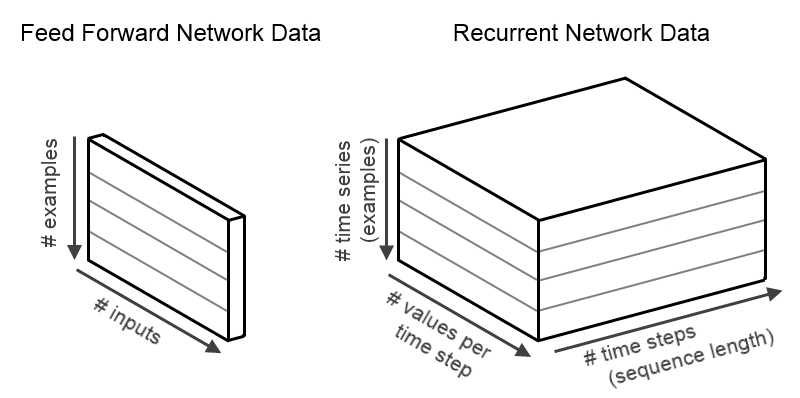 Feed Forward Network Data
Recurrent Network Data
# examples
# inputs
# time series
(examples)
# values per
time step
# time steps
(sequence length)